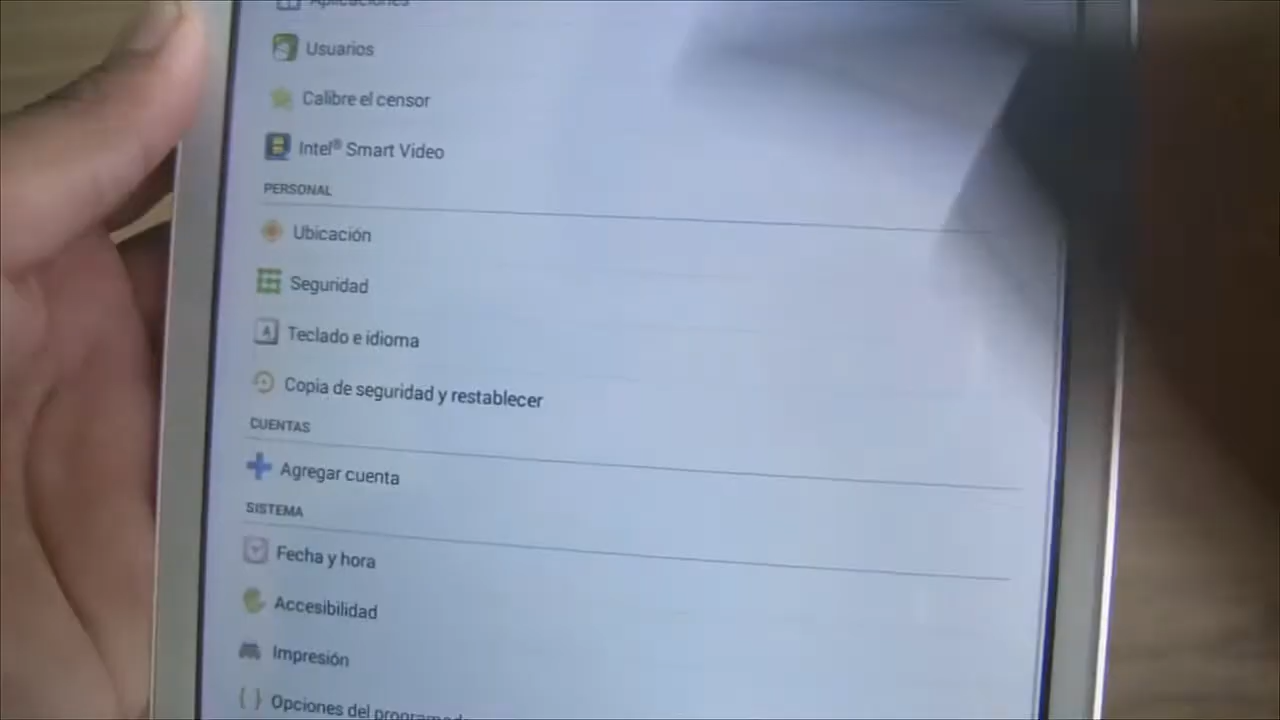 Aplicaciones
Usuarios
Calibre el censor
Intel® Smart Video
PERSONAL
Ubicación
Seguridad
Teclado e idioma
Copia de seguridad y restablecer
CUENTAS
Agregar cuenta
SISTEMA
Fecha y hora
Accesibilidad
Impresión
{ } Opciones del